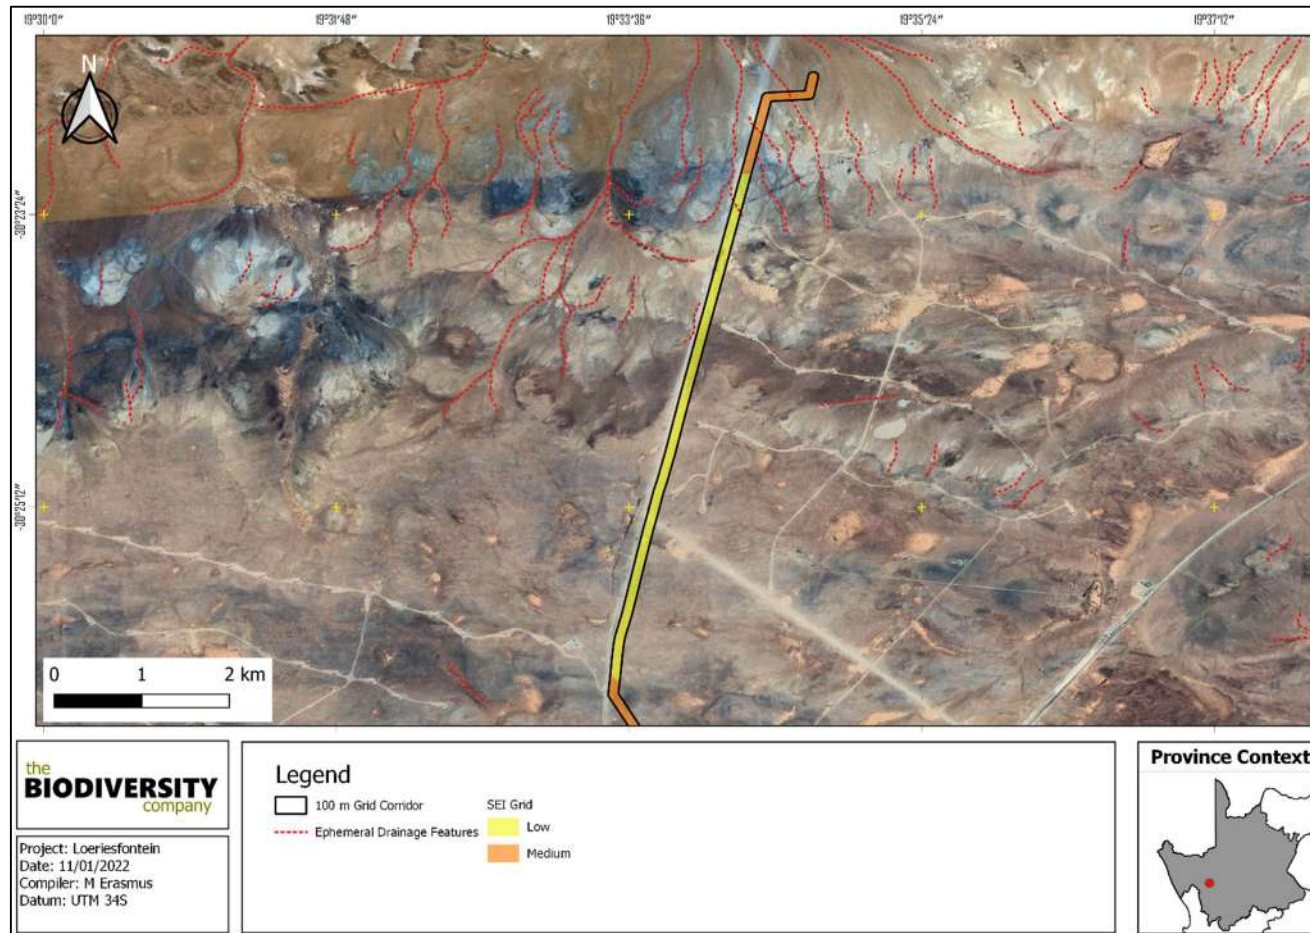 19°30'0" 19°31'48" 19°33'36" 19°35'24" 19°37'12"
N
-30°23'24"
-30°25'12"
0 1 2 km
the
BIODIVERSITY
company
Project: Loeriesfontein
Date: 11/01/2022
Compiler: M Erasmus
Datum: UTM 34S
Legend
100 m Grid Corridor
Ephemeral Drainage Features
SEI Grid
Low
Medium
Province Context